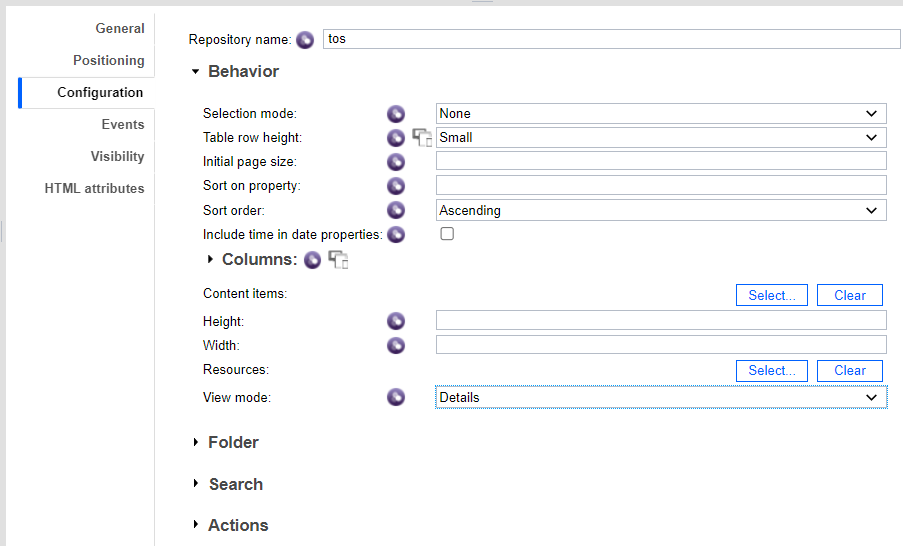 General
Positioning
Configuration
Events
Visibility
HTML attributes
Repository name: tos
Behavior
Selection mode: None
Table row height: Small
Initial page size:
Sort on property:
Sort order: Ascending
Include time in date properties:
Columns:
Content items: Select... Clear
Height:
Width:
Resources: Select... Clear
View mode: Details
Folder
Search
Actions